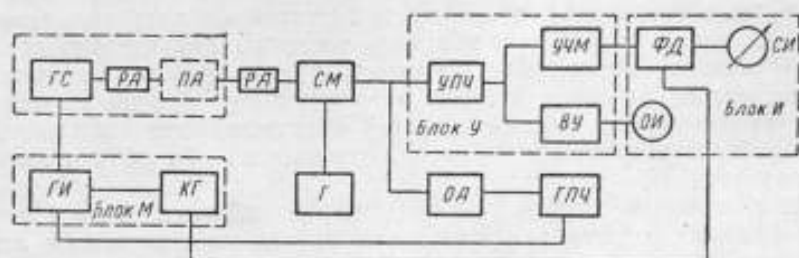 ГС
РА
ПА
РА
СМ
УПЧ
УЧМ
ФД
СИ
Блок У
ВУ
ОИ
Блок И
ГИ
КГ
Блок М
Г
ОА
ГПЧ